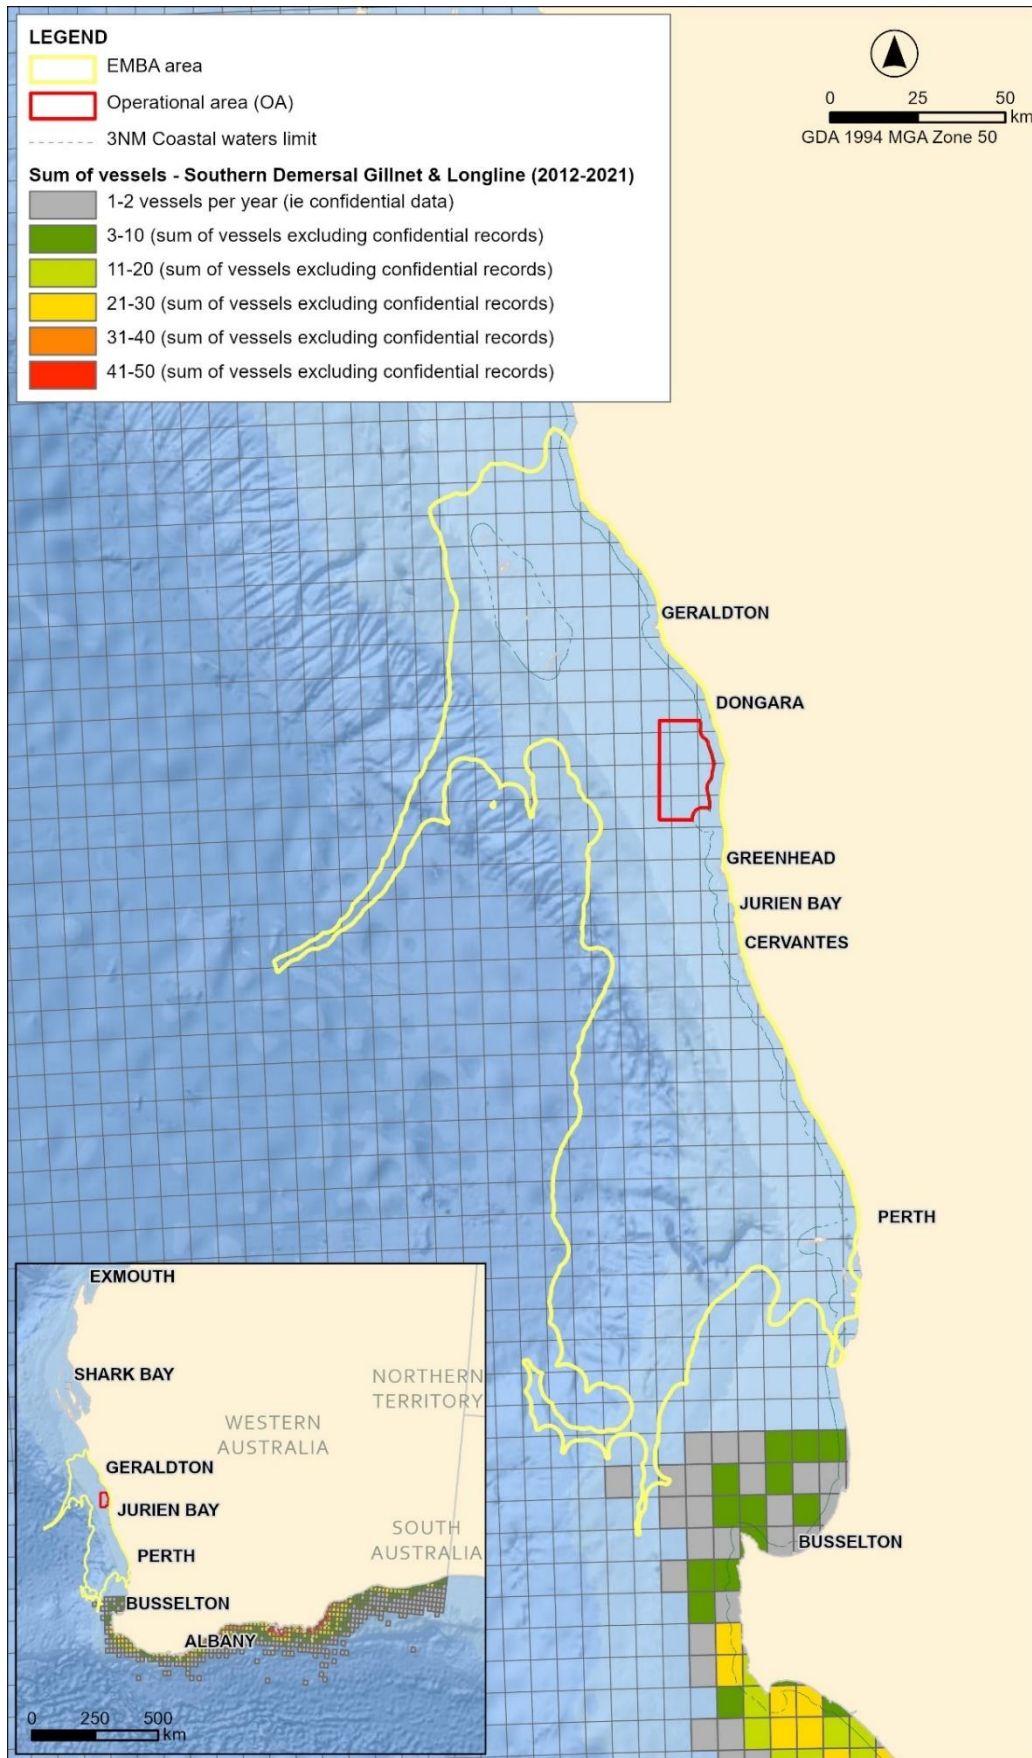 LEGEND
EMBA area
Operational area (OA)
3NM Coastal waters limit
Sum of vessels - Southern Demersal Gillnet & Longline (2012-2021)
1-2 vessels per year (ie confidential data)
3-10 (sum of vessels excluding confidential records)
11-20 (sum of vessels excluding confidential records)
21-30 (sum of vessels excluding confidential records)
31-40 (sum of vessels excluding confidential records)
41-50 (sum of vessels excluding confidential records)
0 25 50
km
GDA 1994 MGA Zone 50
GERALDTON
DONGARA
GREENHEAD
JURIEN BAY
CERVANTES
PERTH
BUSSELTON
EXMOUTH
SHARK BAY
NORTHERN
TERRITORY
WESTERN
AUSTRALIA
GERALDTON
JURIEN BAY
SOUTH
AUSTRALIA
PERTH
BUSSELTON
ALBANY
0 250 500
km